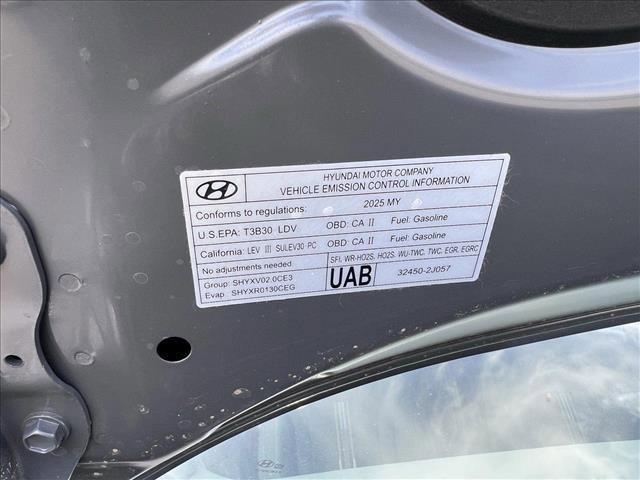 HYUNDAI MOTOR COMPANY
VEHICLE EMISSION CONTROL INFORMATION
Conforms to regulations: 2025 MY
U.S.EPA: T3B30 LDV OBD: CA II Fuel: Gasoline
California: LEV III SULEV30 PC OBD: CA II Fuel: Gasoline
No adjustments needed. SFI, WR-HO2S, HO2S, WU-TWC, TWC, EGR, EGRC
Group: SHYXV02.0CE3 UAB 32450-2J057
Evap: SHYXR0130CEG